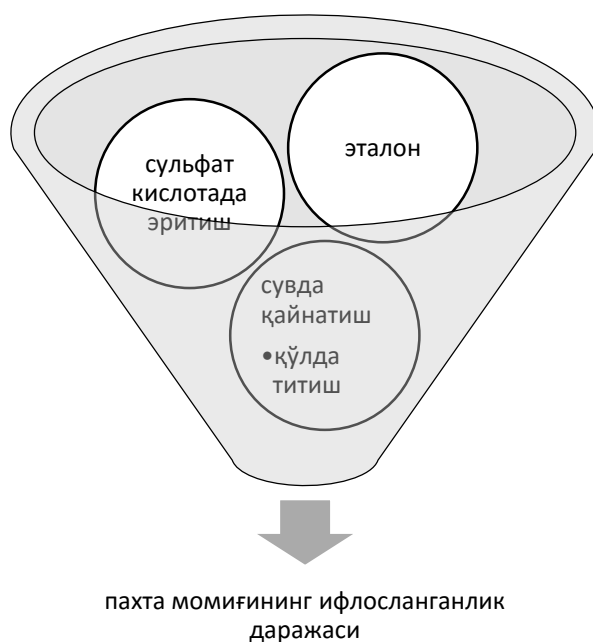 эталон
сульфат
кислотада
эритиш
сувда
қайнатиш
•қўлда
титиш
пахта момиғининг ифлосланганлик
даражаси